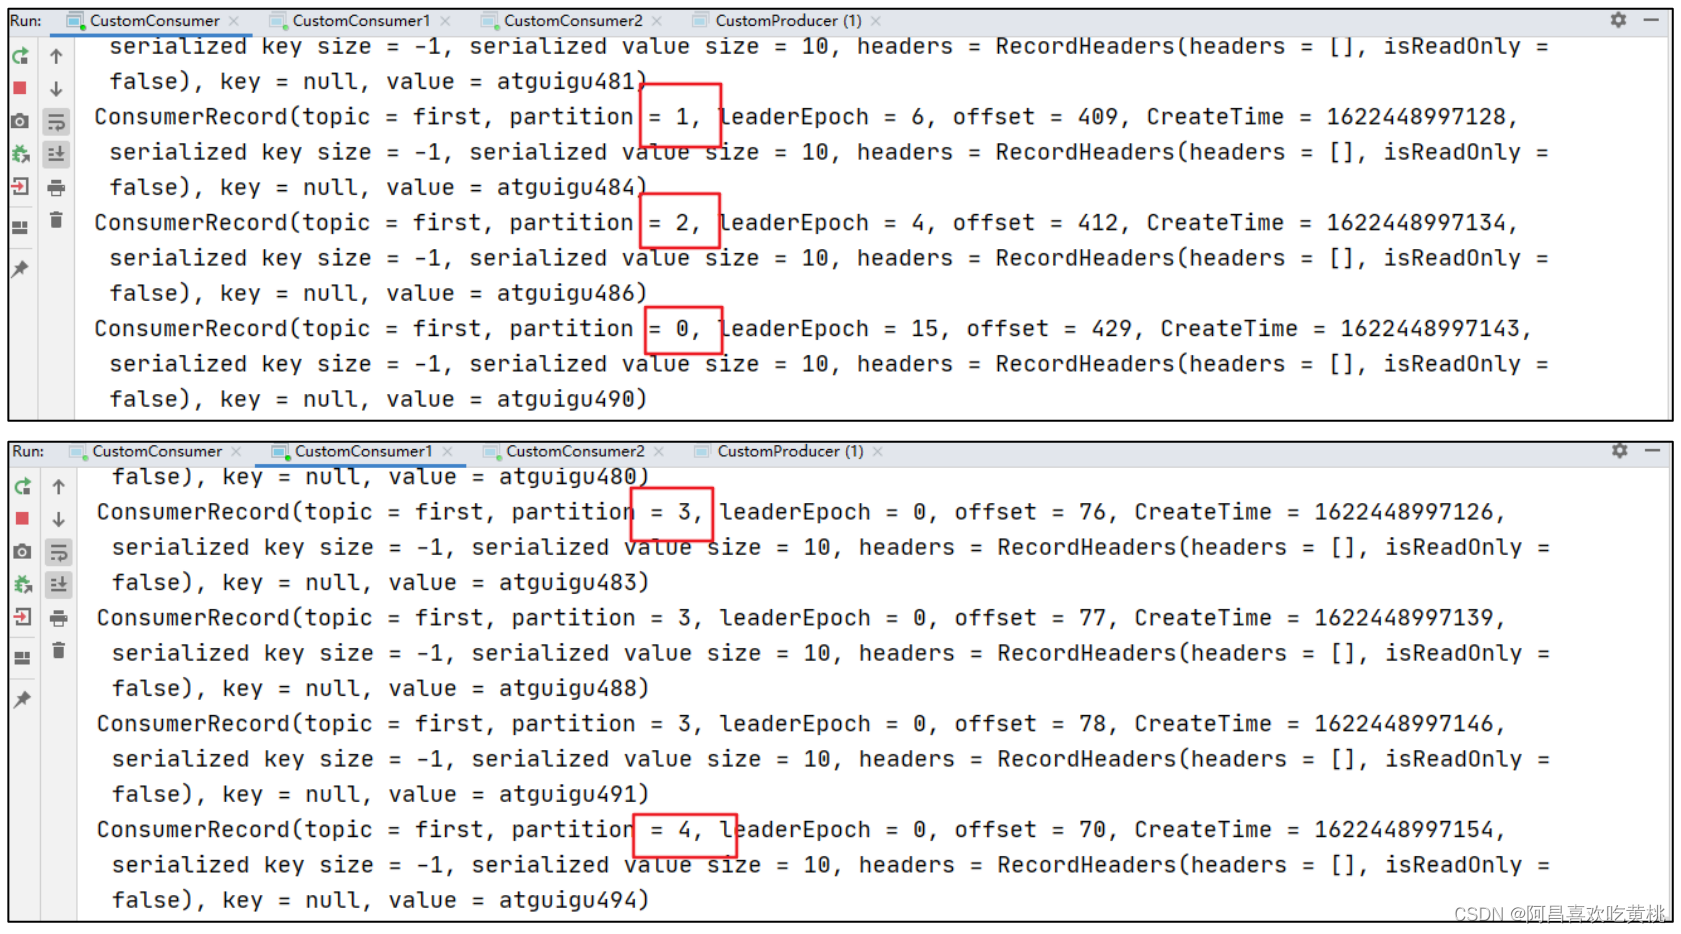 Run: CustomConsumer CustomConsumer1 CustomConsumer2 CustomProducer (1)
serialized key size = -1, serialized value size = 10, headers = RecordHeaders(headers = [], isReadOnly =
false), key = null, value = atguigu481)
ConsumerRecord(topic = first, partition = 1, leaderEpoch = 6, offset = 409, CreateTime = 1622448997128,
serialized key size = -1, serialized value size = 10, headers = RecordHeaders(headers = [], isReadOnly =
false), key = null, value = atguigu484)
ConsumerRecord(topic = first, partition = 2, leaderEpoch = 4, offset = 412, CreateTime = 1622448997134,
serialized key size = -1, serialized value size = 10, headers = RecordHeaders(headers = [], isReadOnly =
false), key = null, value = atguigu486)
ConsumerRecord(topic = first, partition = 0, leaderEpoch = 15, offset = 429, CreateTime = 1622448997143,
serialized key size = -1, serialized value size = 10, headers = RecordHeaders(headers = [], isReadOnly =
false), key = null, value = atguigu490)
Run: CustomConsumer CustomConsumer1 CustomConsumer2 CustomProducer (1)
false), key = null, value = atguigu480)
ConsumerRecord(topic = first, partition = 3, leaderEpoch = 0, offset = 76, CreateTime = 1622448997126,
serialized key size = -1, serialized value size = 10, headers = RecordHeaders(headers = [], isReadOnly =
false), key = null, value = atguigu483)
ConsumerRecord(topic = first, partition = 3, leaderEpoch = 0, offset = 77, CreateTime = 1622448997139,
serialized key size = -1, serialized value size = 10, headers = RecordHeaders(headers = [], isReadOnly =
false), key = null, value = atguigu488)
ConsumerRecord(topic = first, partition = 3, leaderEpoch = 0, offset = 78, CreateTime = 1622448997146,
serialized key size = -1, serialized value size = 10, headers = RecordHeaders(headers = [], isReadOnly =
false), key = null, value = atguigu491)
ConsumerRecord(topic = first, partition = 4, leaderEpoch = 0, offset = 70, CreateTime = 1622448997154,
serialized key size = -1, serialized value size = 10, headers = RecordHeaders(headers = [], isReadOnly =
false), key = null, value = atguigu494)
CSDN @阿昌喜欢吃黄桃